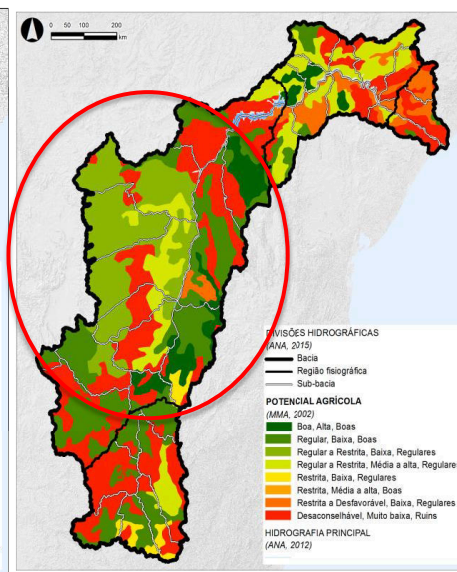 0 50 100 200
km
DIVISÕES HIDROGRÁFICAS
(ANA, 2015)
Bacia
Região fisiográfica
Sub-bacia
POTENCIAL AGRÍCOLA
(MMA, 2002)
Boa, Alta, Boas
Regular, Baixa, Boas
Regular a Restrita, Baixa, Regulares
Regular a Restrita, Média a alta, Regulares
Restrita, Baixa, Regulares
Restrita, Média a alta, Boas
Restrita a Desfavorável, Baixa, Regulares
Desaconselhável, Muito baixa, Ruins
HIDROGRAFIA PRINCIPAL
(ANA, 2012)